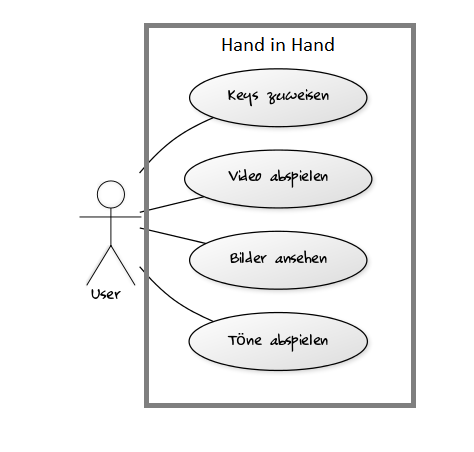 Hand in Hand
Keys zuweisen
Video abspielen
Bilder ansehen
User
Töne abspielen